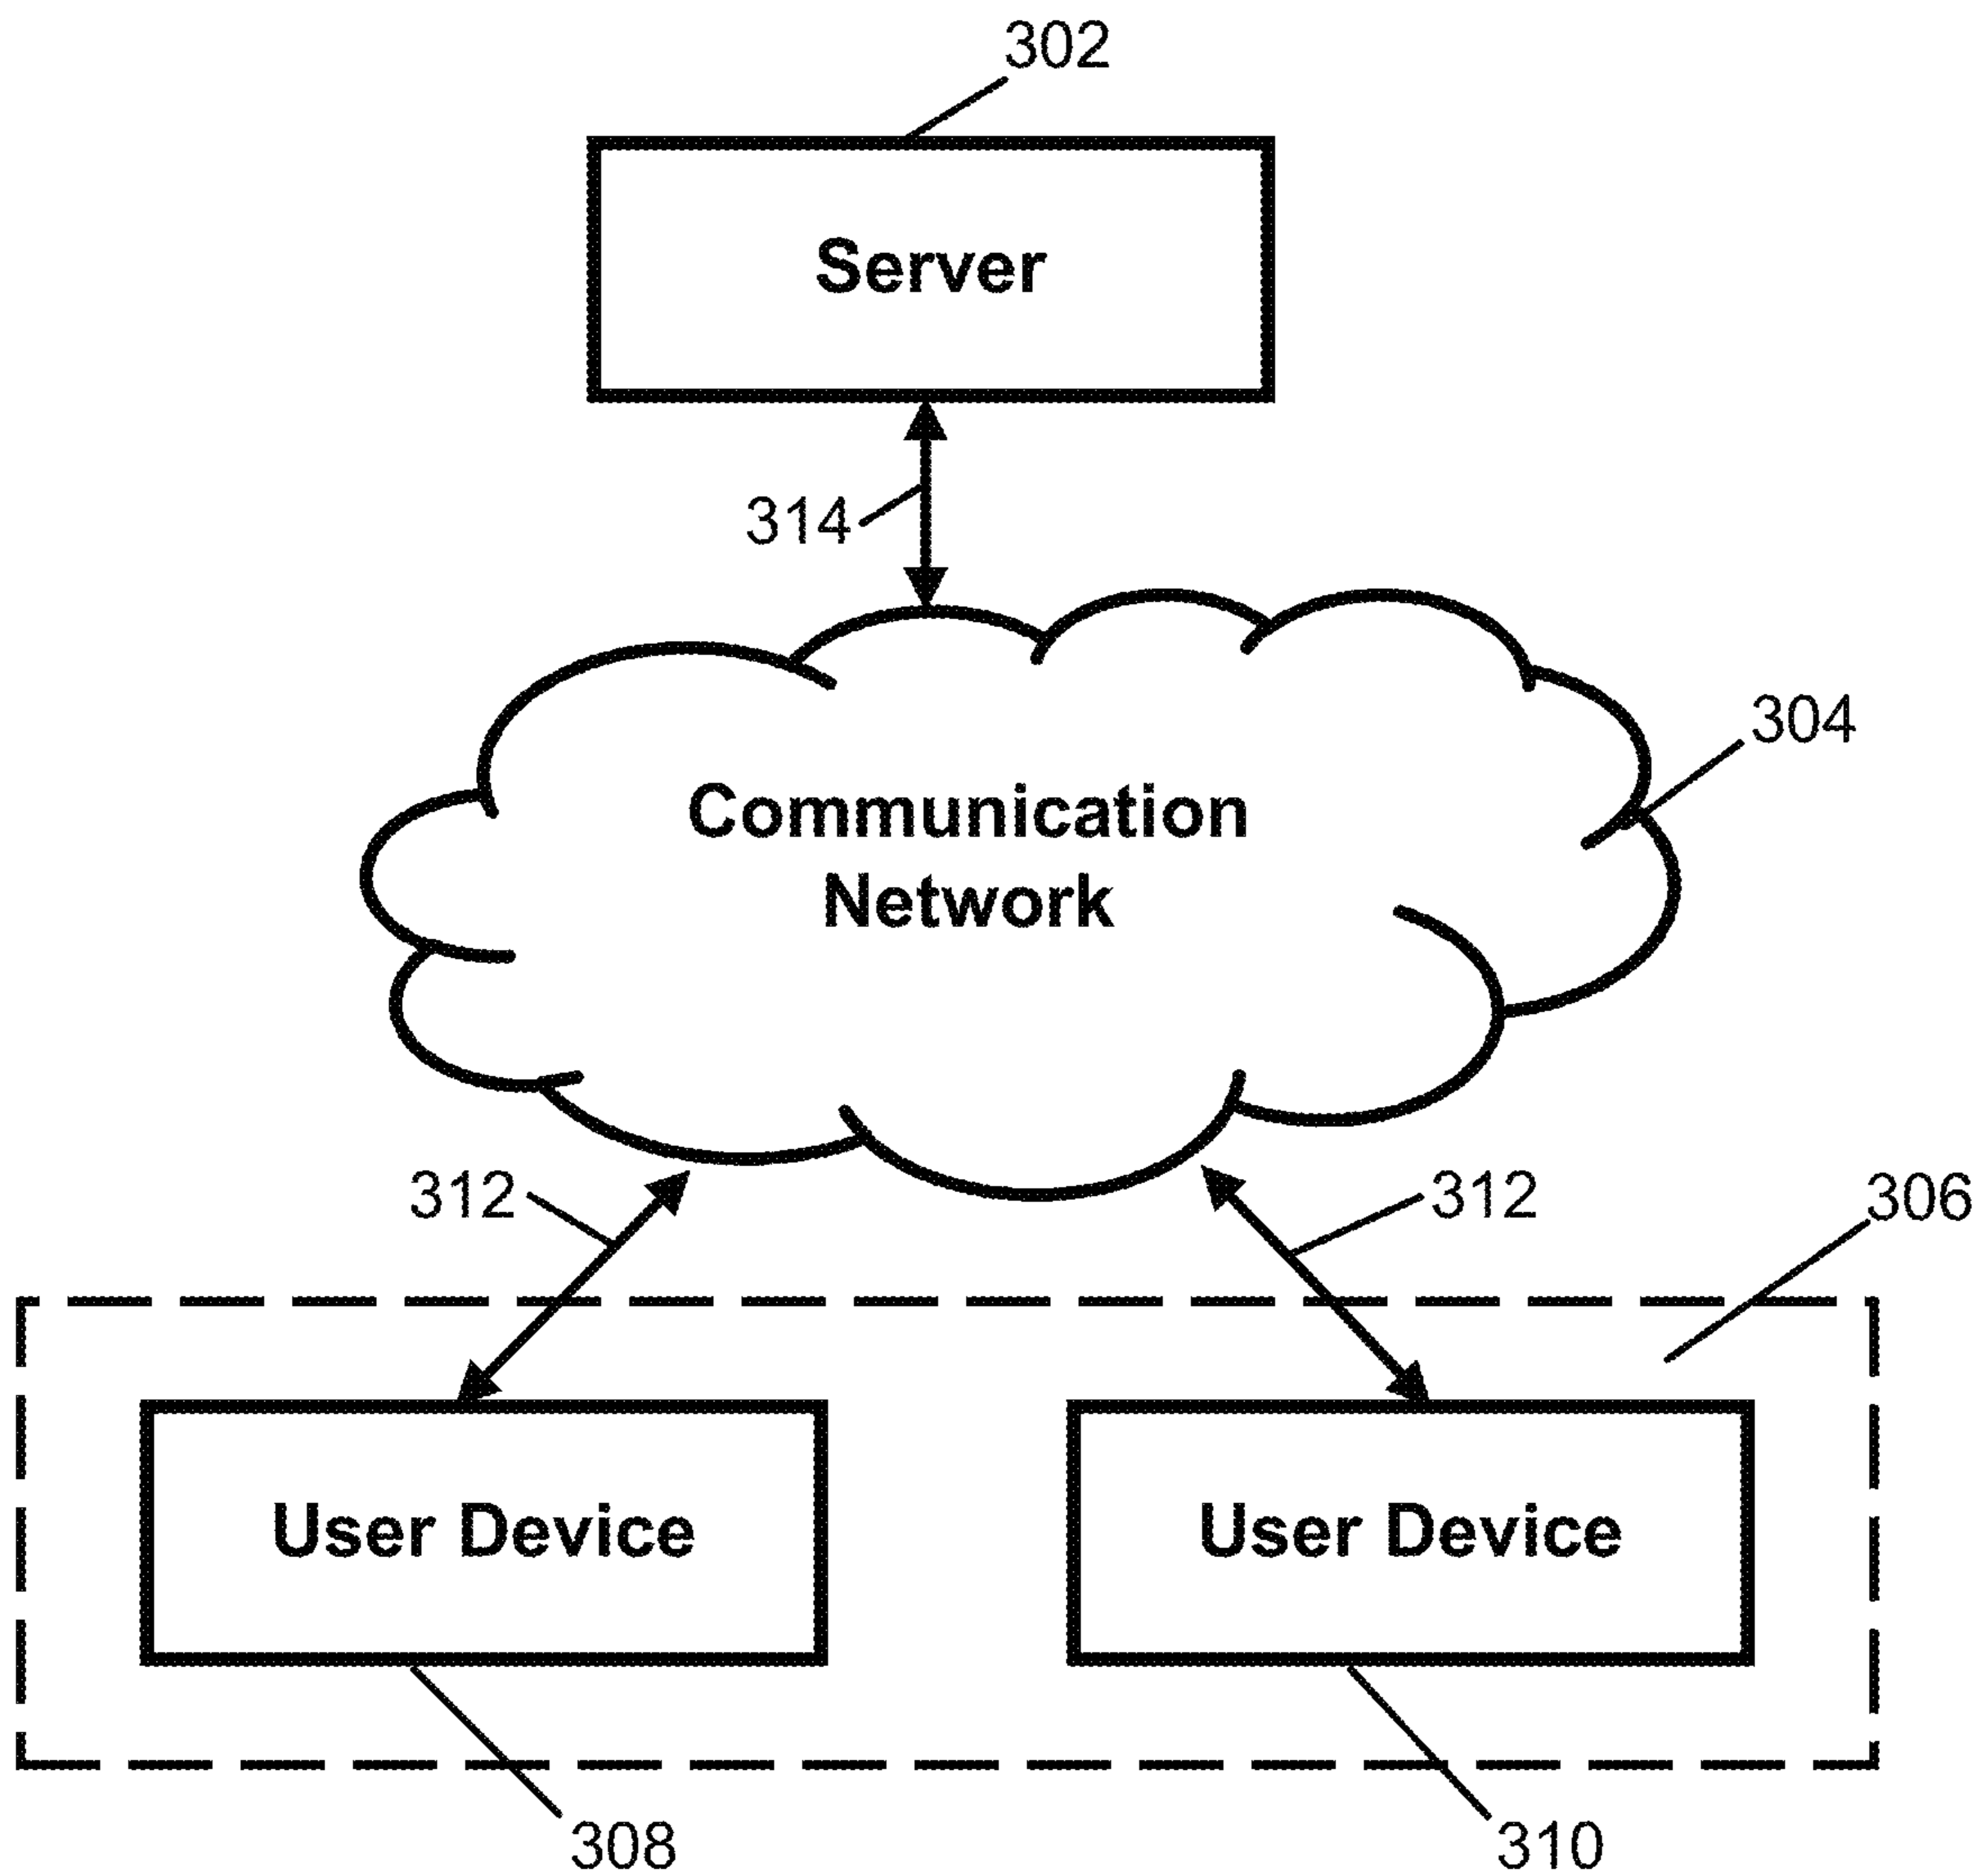 302
Server
314
304
Communication
Network
312
312
306
User Device
User Device
308
310